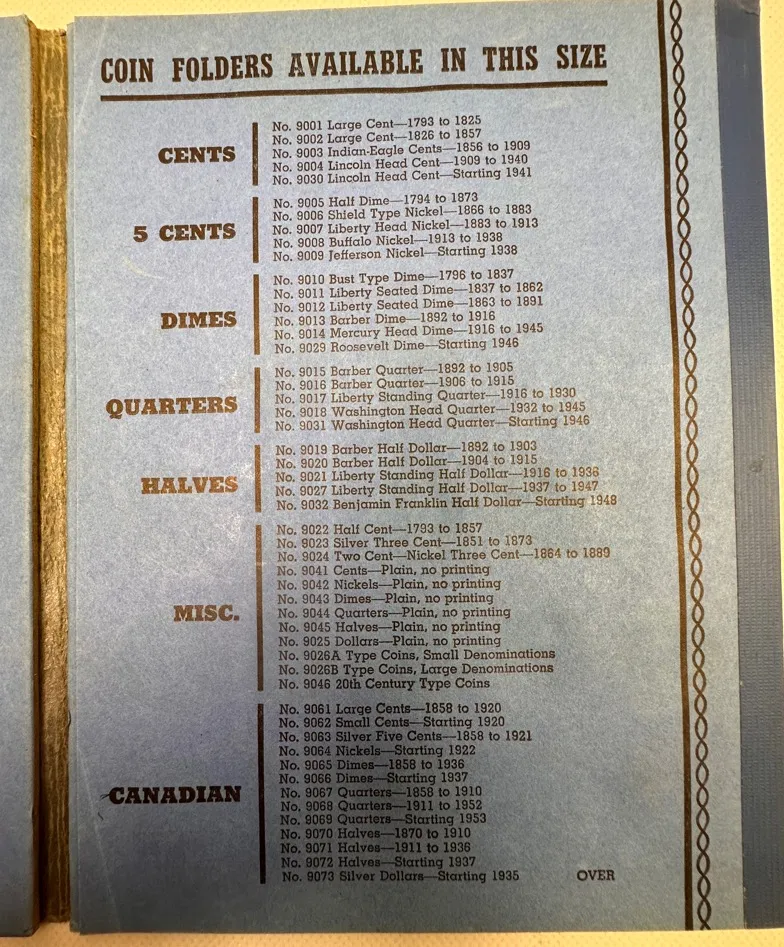 COIN FOLDERS AVAILABLE IN THIS SIZE
CENTS
No. 9001 Large Cent—1793 to 1825
No. 9002 Large Cent—1826 to 1857
No. 9003 Indian-Eagle Cents—1856 to 1909
No. 9004 Lincoln Head Cent—1909 to 1940
No. 9030 Lincoln Head Cent—Starting 1941
5 CENTS
No. 9005 Half Dime—1794 to 1873
No. 9006 Shield Type Nickel—1866 to 1883
No. 9007 Liberty Head Nickel—1883 to 1913
No. 9008 Buffalo Nickel—1913 to 1938
No. 9009 Jefferson Nickel—Starting 1938
DIMES
No. 9010 Bust Type Dime—1796 to 1837
No. 9011 Liberty Seated Dime—1837 to 1862
No. 9012 Liberty Seated Dime—1863 to 1891
No. 9013 Barber Dime—1892 to 1916
No. 9014 Mercury Head Dime—1916 to 1945
No. 9029 Roosevelt Dime—Starting 1946
QUARTERS
No. 9015 Barber Quarter—1892 to 1905
No. 9016 Barber Quarter—1906 to 1915
No. 9017 Liberty Standing Quarter—1916 to 1930
No. 9018 Washington Head Quarter—1932 to 1945
No. 9031 Washington Head Quarter—Starting 1946
HALVES
No. 9019 Barber Half Dollar—1892 to 1903
No. 9020 Barber Half Dollar—1904 to 1915
No. 9021 Liberty Standing Half Dollar—1916 to 1936
No. 9027 Liberty Standing Half Dollar—1937 to 1947
No. 9032 Benjamin Franklin Half Dollar—Starting 1948
MISC.
No. 9022 Half Cent—1793 to 1857
No. 9023 Silver Three Cent—1851 to 1873
No. 9024 Two Cent—Nickel Three Cent—1864 to 1889
No. 9041 Cents—Plain, no printing
No. 9042 Nickels—Plain, no printing
No. 9043 Dimes—Plain, no printing
No. 9044 Quarters—Plain, no printing
No. 9045 Halves—Plain, no printing
No. 9025 Dollars—Plain, no printing
No. 9026A Type Coins, Small Denominations
No. 9026B Type Coins, Large Denominations
No. 9046 20th Century Type Coins
CANADIAN
No. 9061 Large Cents—1858 to 1920
No. 9062 Small Cents—Starting 1920
No. 9063 Silver Five Cents—1858 to 1921
No. 9064 Nickels—Starting 1922
No. 9065 Dimes—1858 to 1936
No. 9066 Dimes—Starting 1937
No. 9067 Quarters—1858 to 1910
No. 9068 Quarters—1911 to 1952
No. 9069 Quarters—Starting 1953
No. 9070 Halves—1870 to 1910
No. 9071 Halves—1911 to 1936
No. 9072 Halves—Starting 1937
No. 9073 Silver Dollars—Starting 1935
OVER